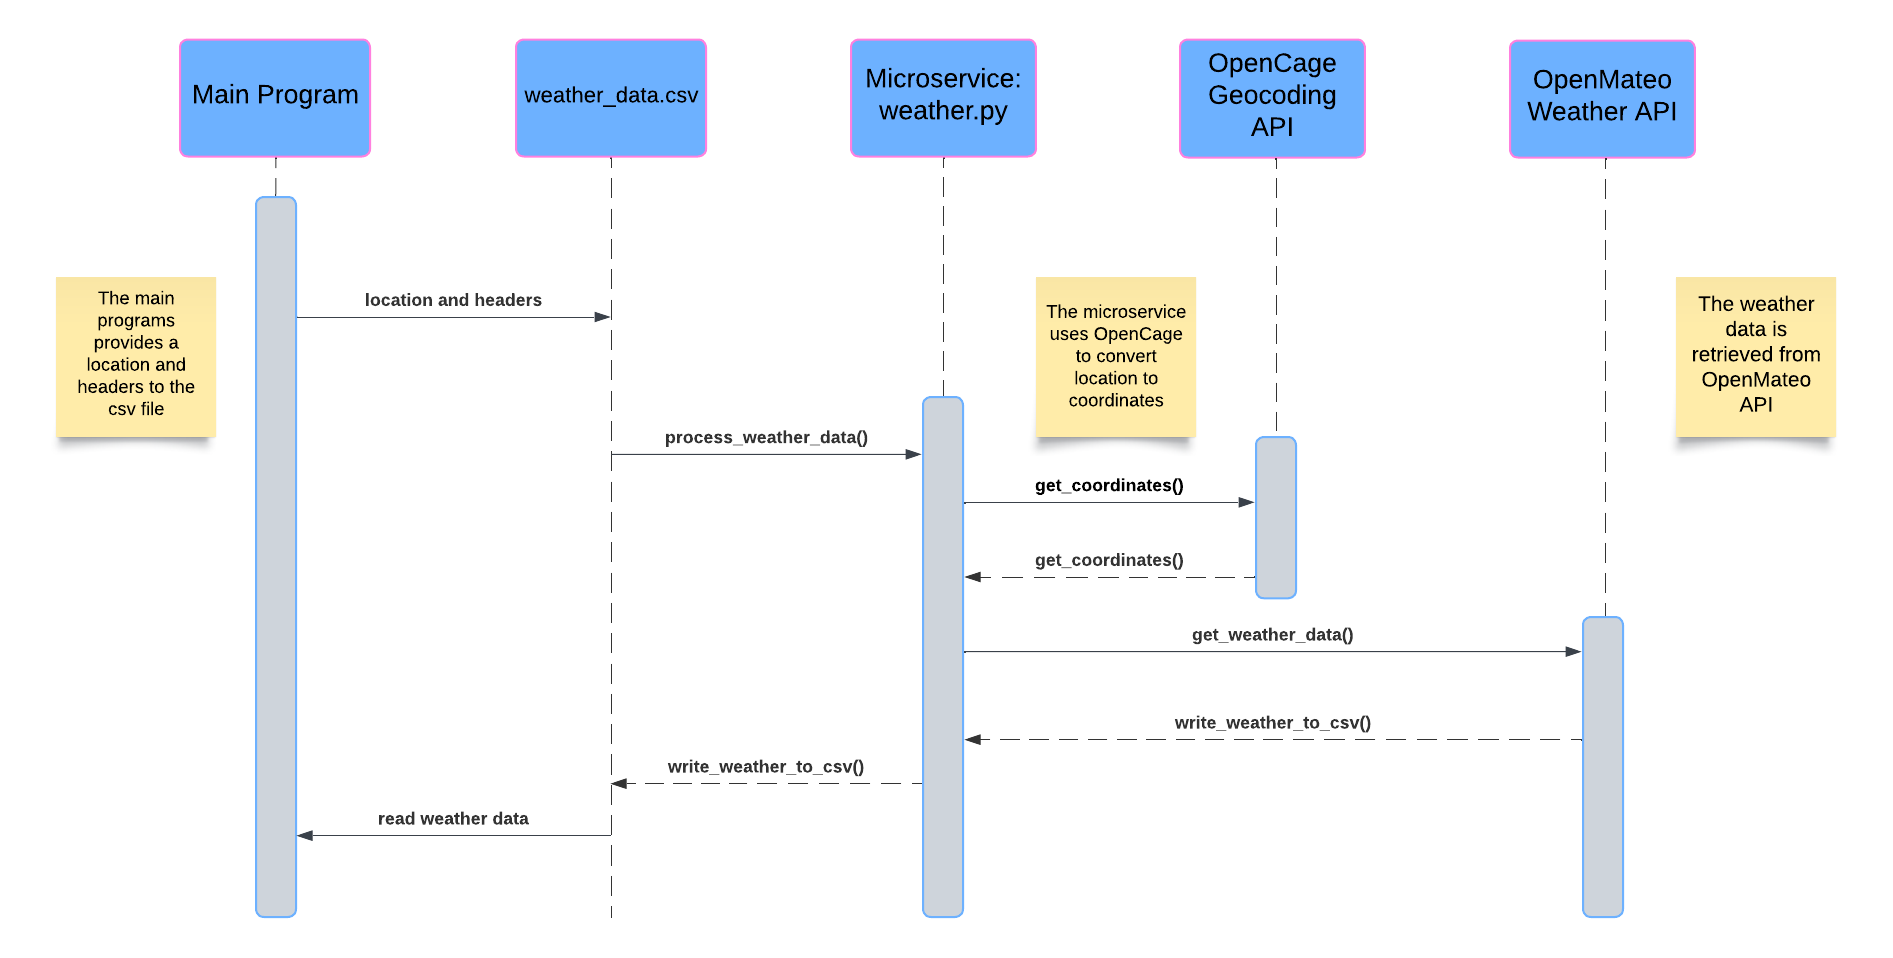 Main Program
weather_data.csv
Microservice:
weather.py
OpenCage
Geocoding
API
OpenMateo
Weather API
The main
programs
provides a
location and
headers to the
csv file
location and headers
The microservice
uses OpenCage
to convert
location to
coordinates
The weather
data is
retrieved from
OpenMateo
API
process_weather_data()
get_coordinates()
get_coordinates()
get_weather_data()
write_weather_to_csv()
write_weather_to_csv()
read weather data